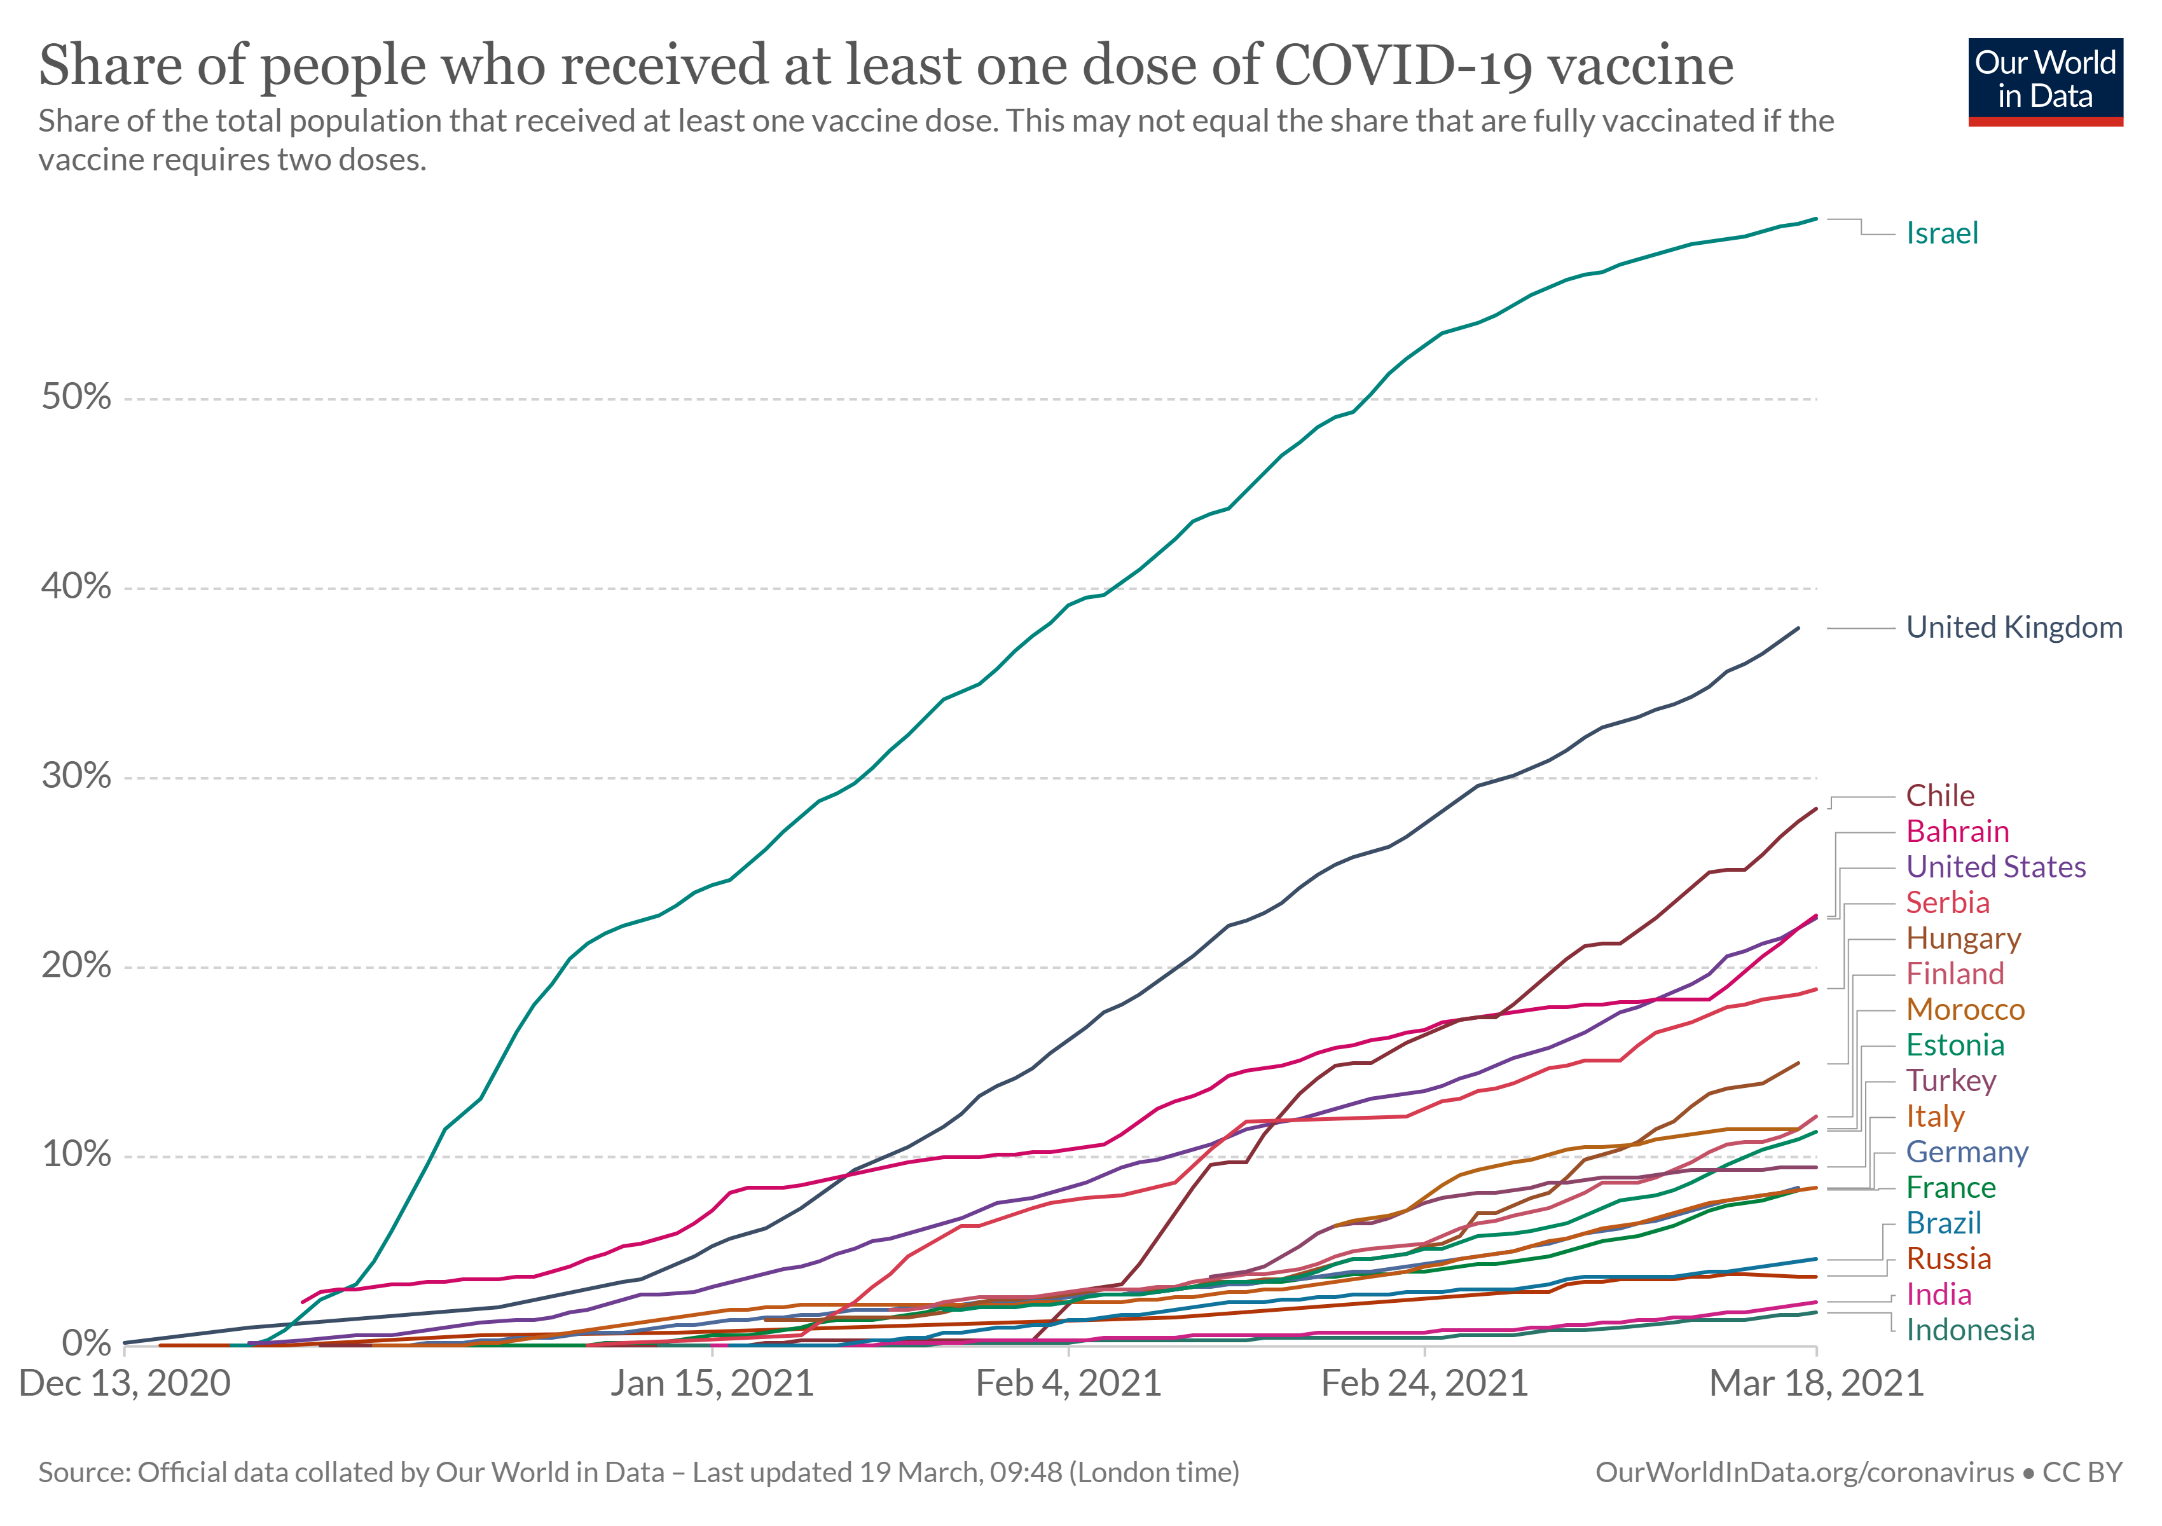 Share of people who received at least one dose of COVID-19 vaccine
Our World
in Data
Share of the total population that received at least one vaccine dose. This may not equal the share that are fully vaccinated if the
vaccine requires two doses.
50%
40%
30%
20%
10%
0%
Israel
United Kingdom
Chile
Bahrain
United States
Serbia
Hungary
Finland
Morocco
Estonia
Turkey
Italy
Germany
France
Brazil
Russia
India
Indonesia
Dec 13, 2020
Jan 15, 2021
Feb 4, 2021
Feb 24, 2021
Mar 18, 2021
Source: Official data collated by Our World in Data – Last updated 19 March, 09:48 (London time)
OurWorldInData.org/coronavirus • CC BY